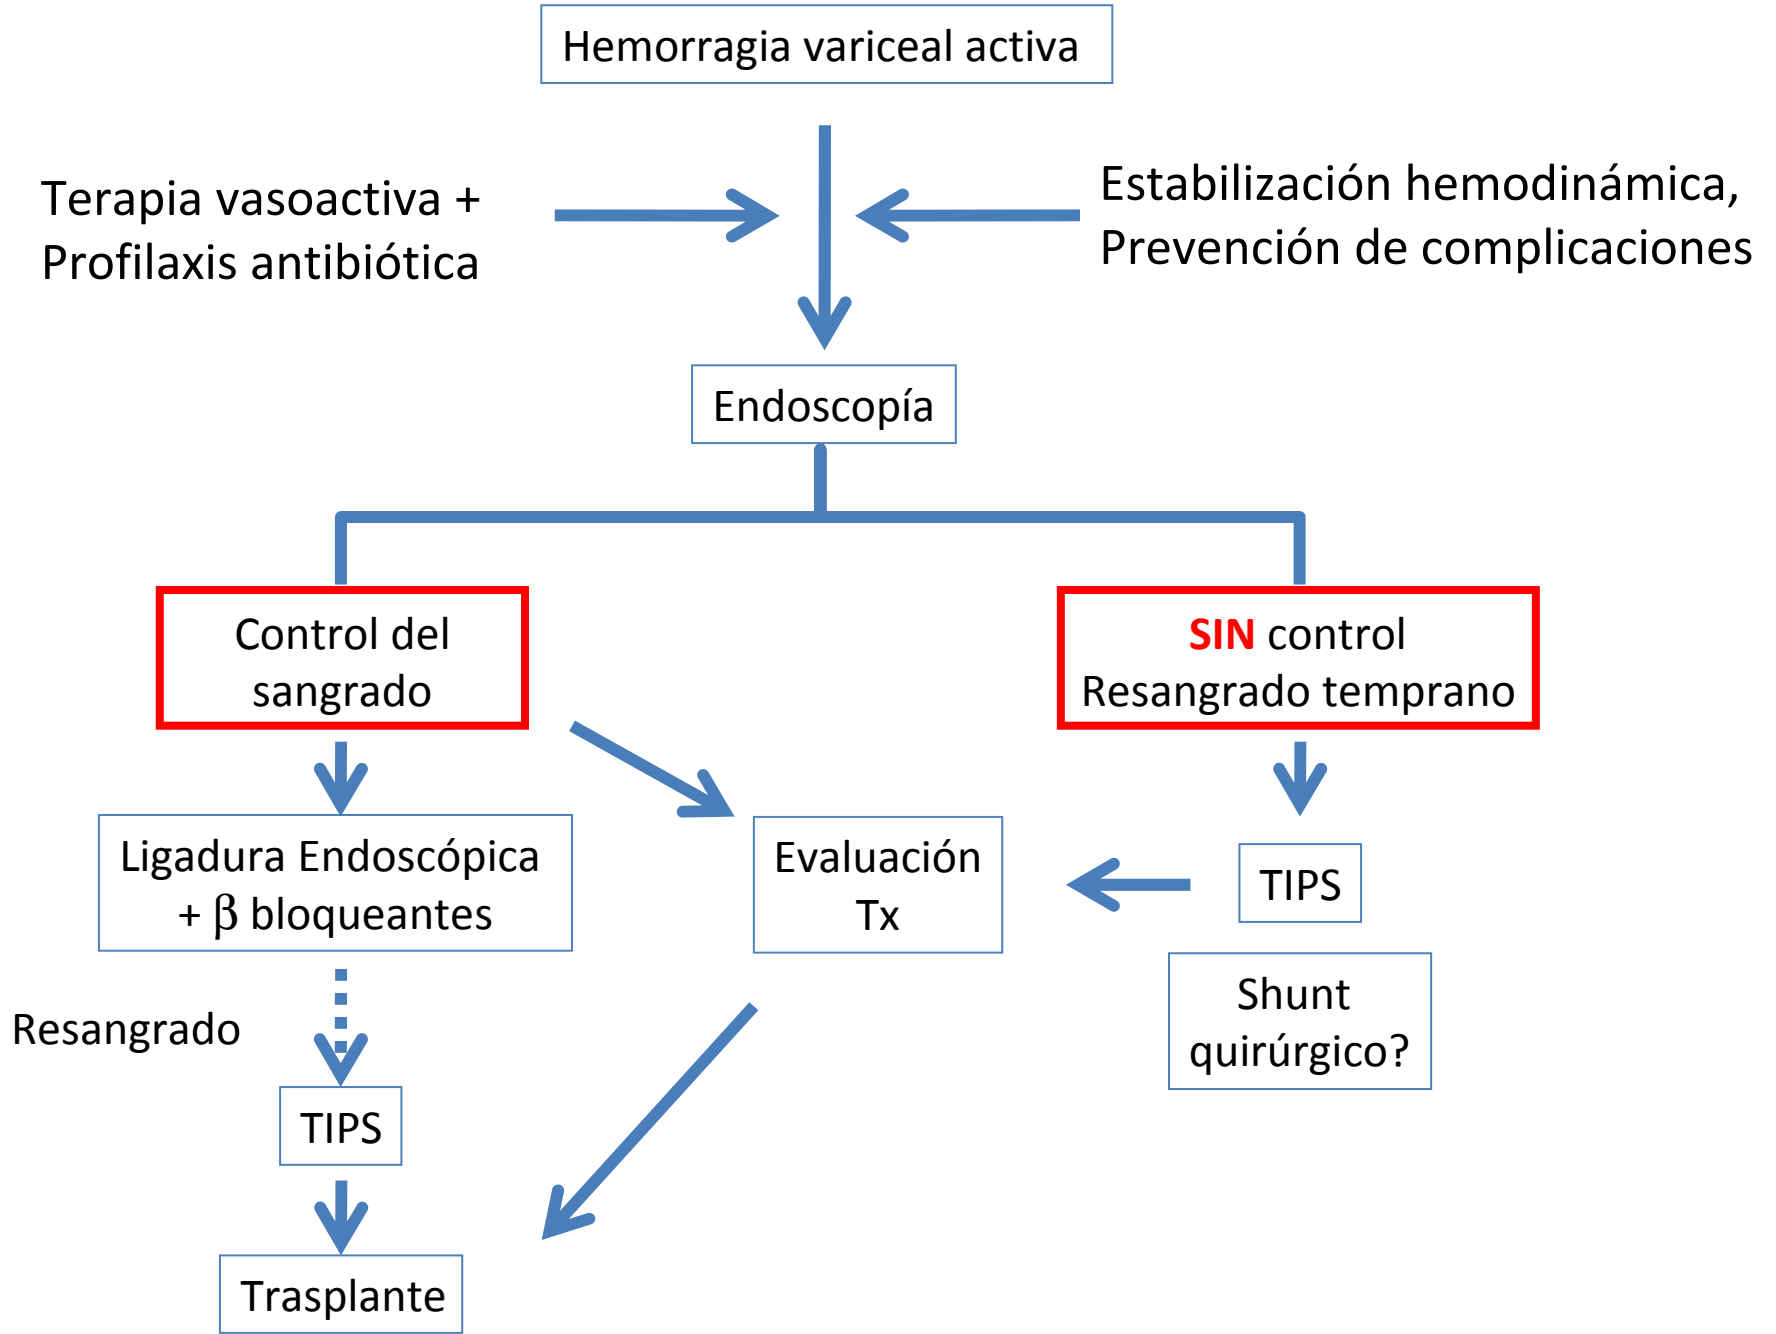 Hemorragia variceal activa
Terapia vasoactiva +
Profilaxis antibiótica
Estabilización hemodinámica,
Prevención de complicaciones
Endoscopía
Control del
sangrado
SIN control
Resangrado temprano
Ligadura Endoscópica
+ β bloqueantes
Evaluación
Tx
TIPS
Shunt
quirúrgico?
Resangrado
TIPS
Trasplante